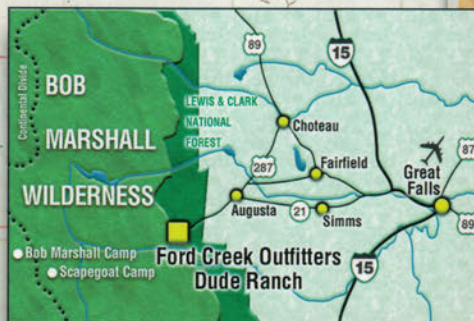 89
15
BOB
MARSHALL
WILDERNESS
Continental Divide
LEWIS & CLARK
NATIONAL
FOREST
Choteau
Fairfield
287
Great
Falls
87
89
Augusta
21
Simms
Bob Marshall Camp
Scapegoat Camp
Ford Creek Outfitters
Dude Ranch
15